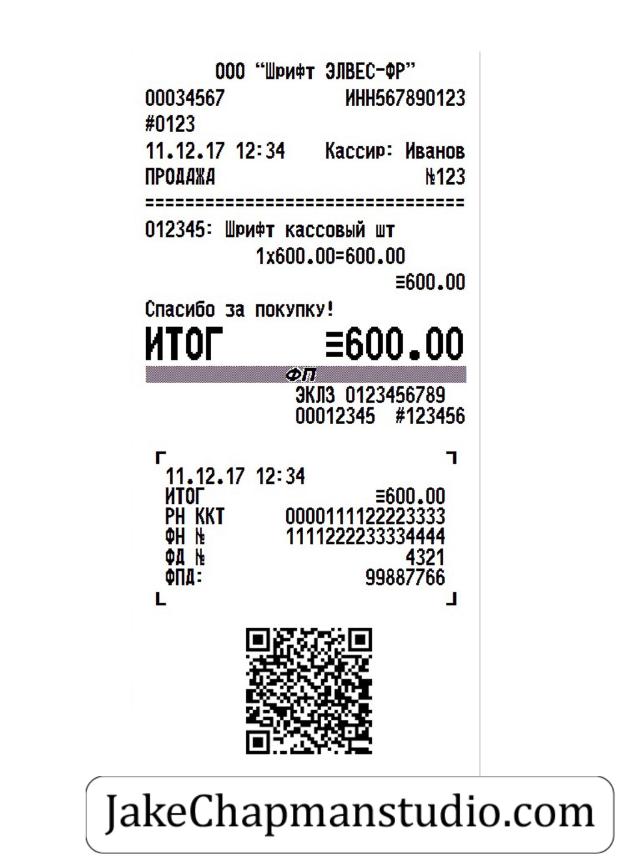 ООО “Шрифт ЭЛВЕС-ФР”
00034567 ИНН567890123
#0123
11.12.17 12:34 Кассир: Иванов
ПРОДАЖА №123
================================
012345: Шрифт кассовый шт
1x600.00=600.00
≡600.00
Спасибо за покупку!
ИТОГ ≡600.00
ФП
ЭКЛЗ 0123456789
00012345 #123456
11.12.17 12:34
ИТОГ ≡600.00
РН ККТ 0000111122223333
ФН № 1111222233334444
ФД № 4321
ФПД: 99887766
JakeChapmanstudio.com